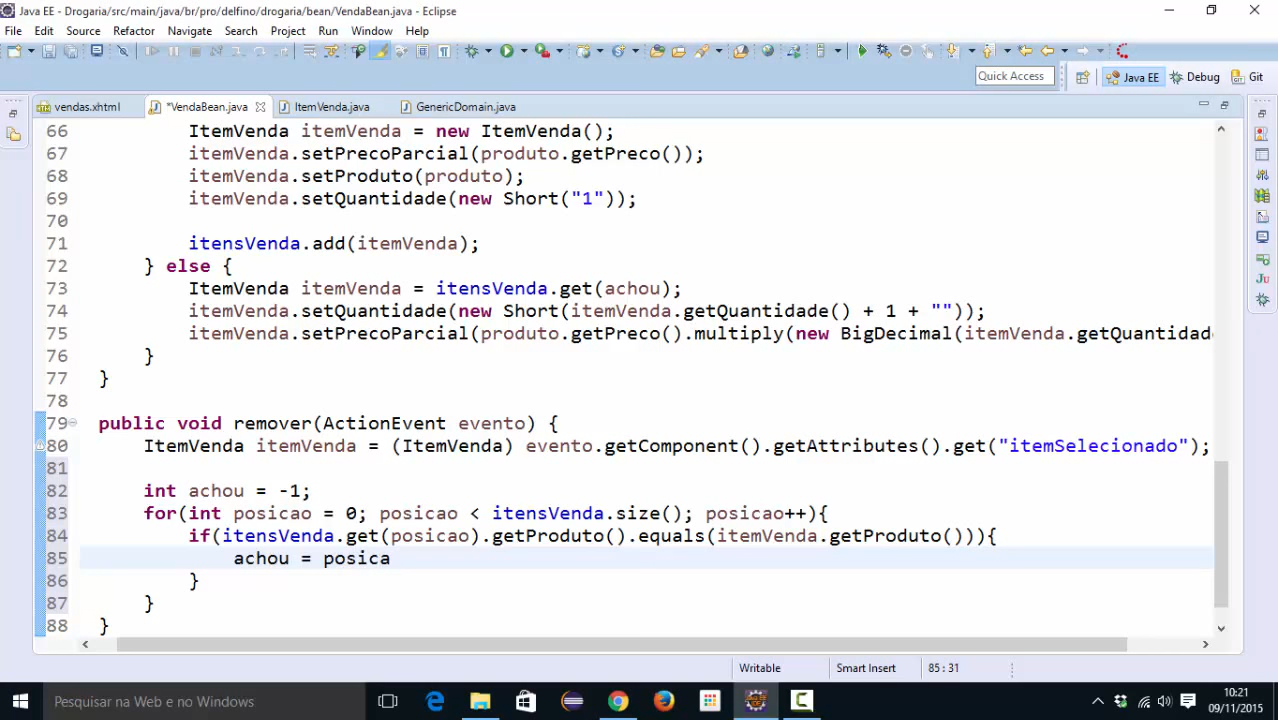 Java EE - Drogaria/src/main/java/br/pro/delfino/drogaria/bean/VendaBean.java - Eclipse
File Edit Source Refactor Navigate Search Project Run Window Help
Quick Access Java EE Debug Git
vendas.xhtml *VendaBean.java ItemVenda.java GenericDomain.java
66 ItemVenda itemVenda = new ItemVenda();
67 itemVenda.setPrecoParcial(produto.getPreco());
68 itemVenda.setProduto(produto);
69 itemVenda.setQuantidade(new Short("1"));
70
71 itensVenda.add(itemVenda);
72 } else {
73 ItemVenda itemVenda = itensVenda.get(achou);
74 itemVenda.setQuantidade(new Short(itemVenda.getQuantidade() + 1 + ""));
75 itemVenda.setPrecoParcial(produto.getPreco().multiply(new BigDecimal(itemVenda.getQuantidad
76 }
77 }
78
79 public void remover(ActionEvent evento) {
80 ItemVenda itemVenda = (ItemVenda) evento.getComponent().getAttributes().get("itemSelecionado");
81
82 int achou = -1;
83 for(int posicao = 0; posicao < itensVenda.size(); posicao++){
84 if(itensVenda.get(posicao).getProduto().equals(itemVenda.getProduto())){
85 achou = posica
86 }
87 }
88 }
Writable Smart Insert 85 : 31
Pesquisar na Web e no Windows
10:21
09/11/2015